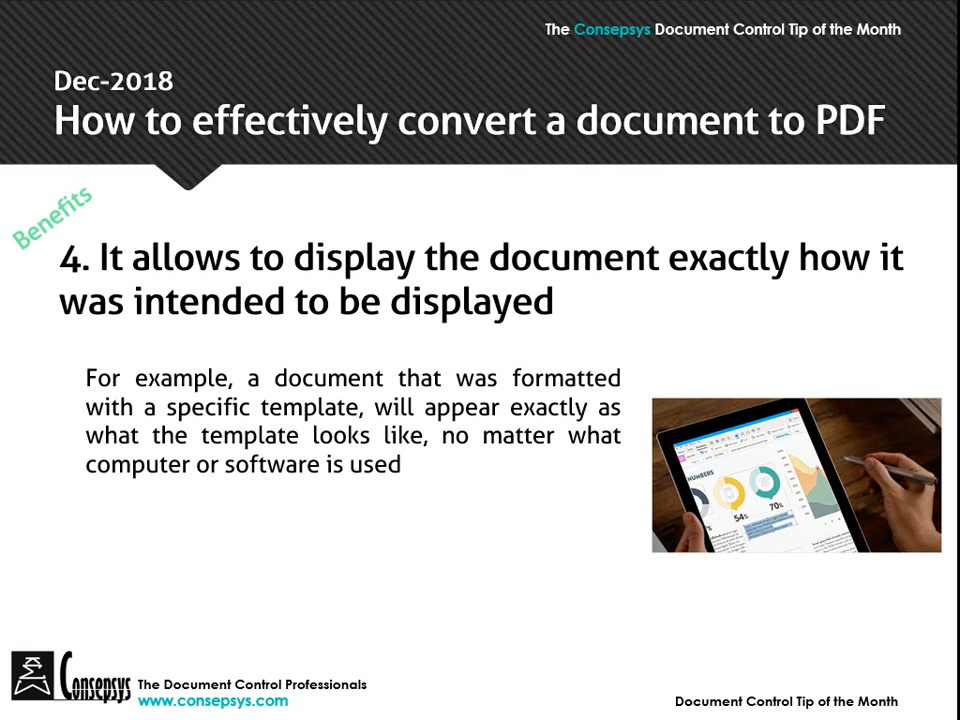 The Consepsys Document Control Tip of the Month
Dec-2018
How to effectively convert a document to PDF
Benefits
4. It allows to display the document exactly how it
was intended to be displayed
For example, a document that was formatted
with a specific template, will appear exactly as
what the template looks like, no matter what
computer or software is used
NUMBERS
54%
70%
Consepsys
The Document Control Professionals
www.consepsys.com
Document Control Tip of the Month